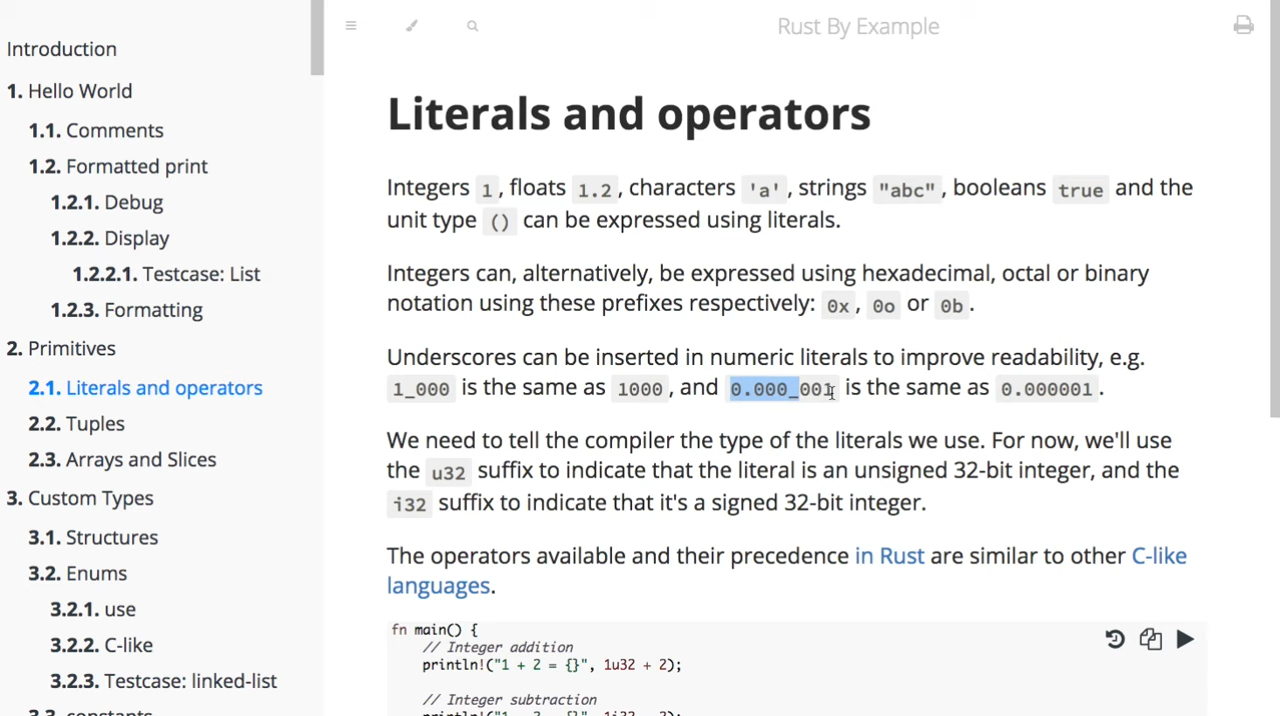 Rust By Example
Introduction
1. Hello World
1.1. Comments
1.2. Formatted print
1.2.1. Debug
1.2.2. Display
1.2.2.1. Testcase: List
1.2.3. Formatting
2. Primitives
2.1. Literals and operators
2.2. Tuples
2.3. Arrays and Slices
3. Custom Types
3.1. Structures
3.2. Enums
3.2.1. use
3.2.2. C-like
3.2.3. Testcase: linked-list
3.3. constants
Literals and operators
Integers 1, floats 1.2, characters 'a', strings "abc", booleans true and the
unit type () can be expressed using literals.
Integers can, alternatively, be expressed using hexadecimal, octal or binary
notation using these prefixes respectively: 0x, 0o or 0b.
Underscores can be inserted in numeric literals to improve readability, e.g.
1_000 is the same as 1000, and 0.000_001 is the same as 0.000001.
We need to tell the compiler the type of the literals we use. For now, we'll use
the u32 suffix to indicate that the literal is an unsigned 32-bit integer, and the
i32 suffix to indicate that it's a signed 32-bit integer.
The operators available and their precedence in Rust are similar to other C-like
languages.
fn main() {
// Integer addition
println!("1 + 2 = {}", 1u32 + 2);
// Integer subtraction
println!("1 - 2 = {}", 1i32 - 2);